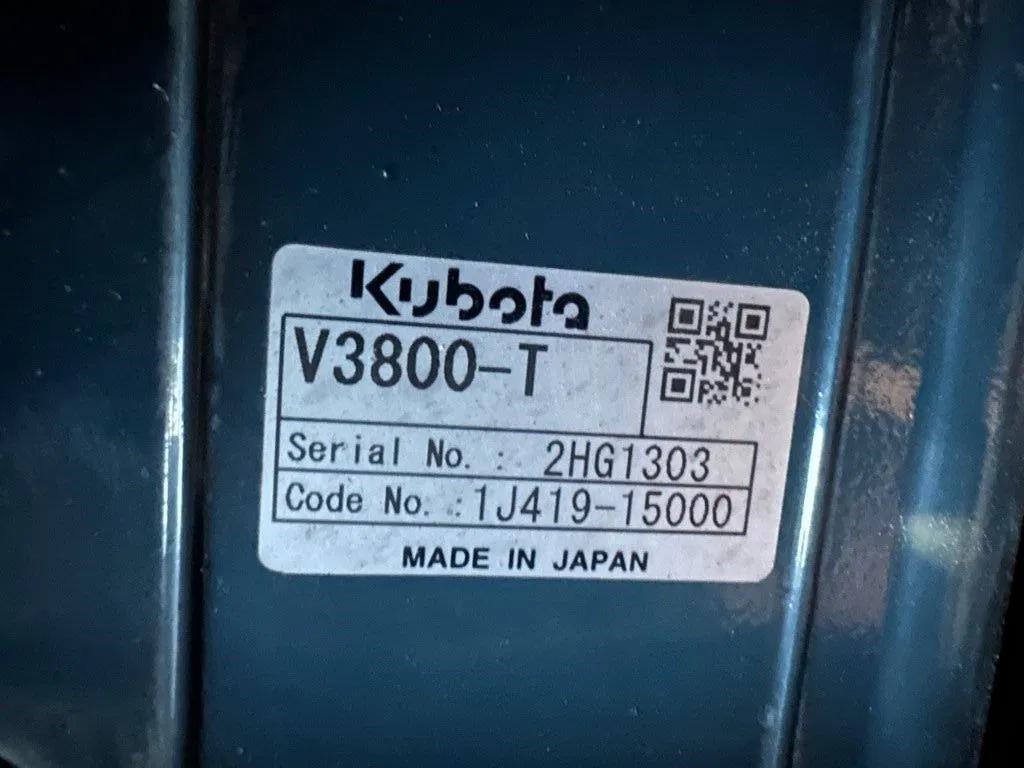 Kubota
V3800-T
Serial No. : 2HG1303
Code No. :1J419-15000
MADE IN JAPAN